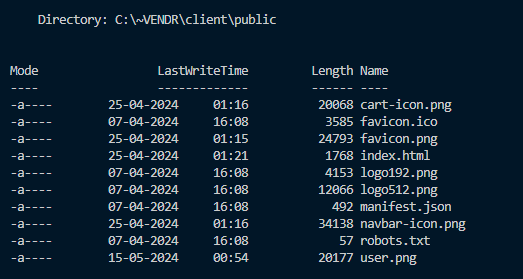 Directory: C:\~VENDR\client\public
Mode LastWriteTime Length Name
---- ------------- ------ ----
-a---- 25-04-2024 01:16 20068 cart-icon.png
-a---- 07-04-2024 16:08 3585 favicon.ico
-a---- 25-04-2024 01:15 24793 favicon.png
-a---- 25-04-2024 01:21 1768 index.html
-a---- 07-04-2024 16:08 4153 logo192.png
-a---- 07-04-2024 16:08 12066 logo512.png
-a---- 07-04-2024 16:08 492 manifest.json
-a---- 25-04-2024 01:16 34138 navbar-icon.png
-a---- 07-04-2024 16:08 57 robots.txt
-a---- 15-05-2024 00:54 20177 user.png